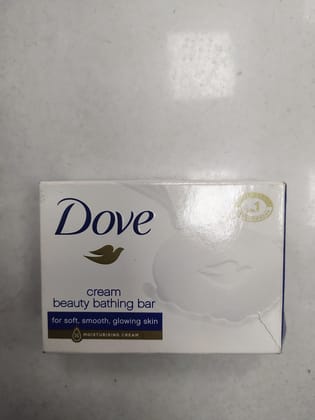 Dove
cream
beauty bathing bar
for soft, smooth, glowing skin
MOISTURISING CREAM